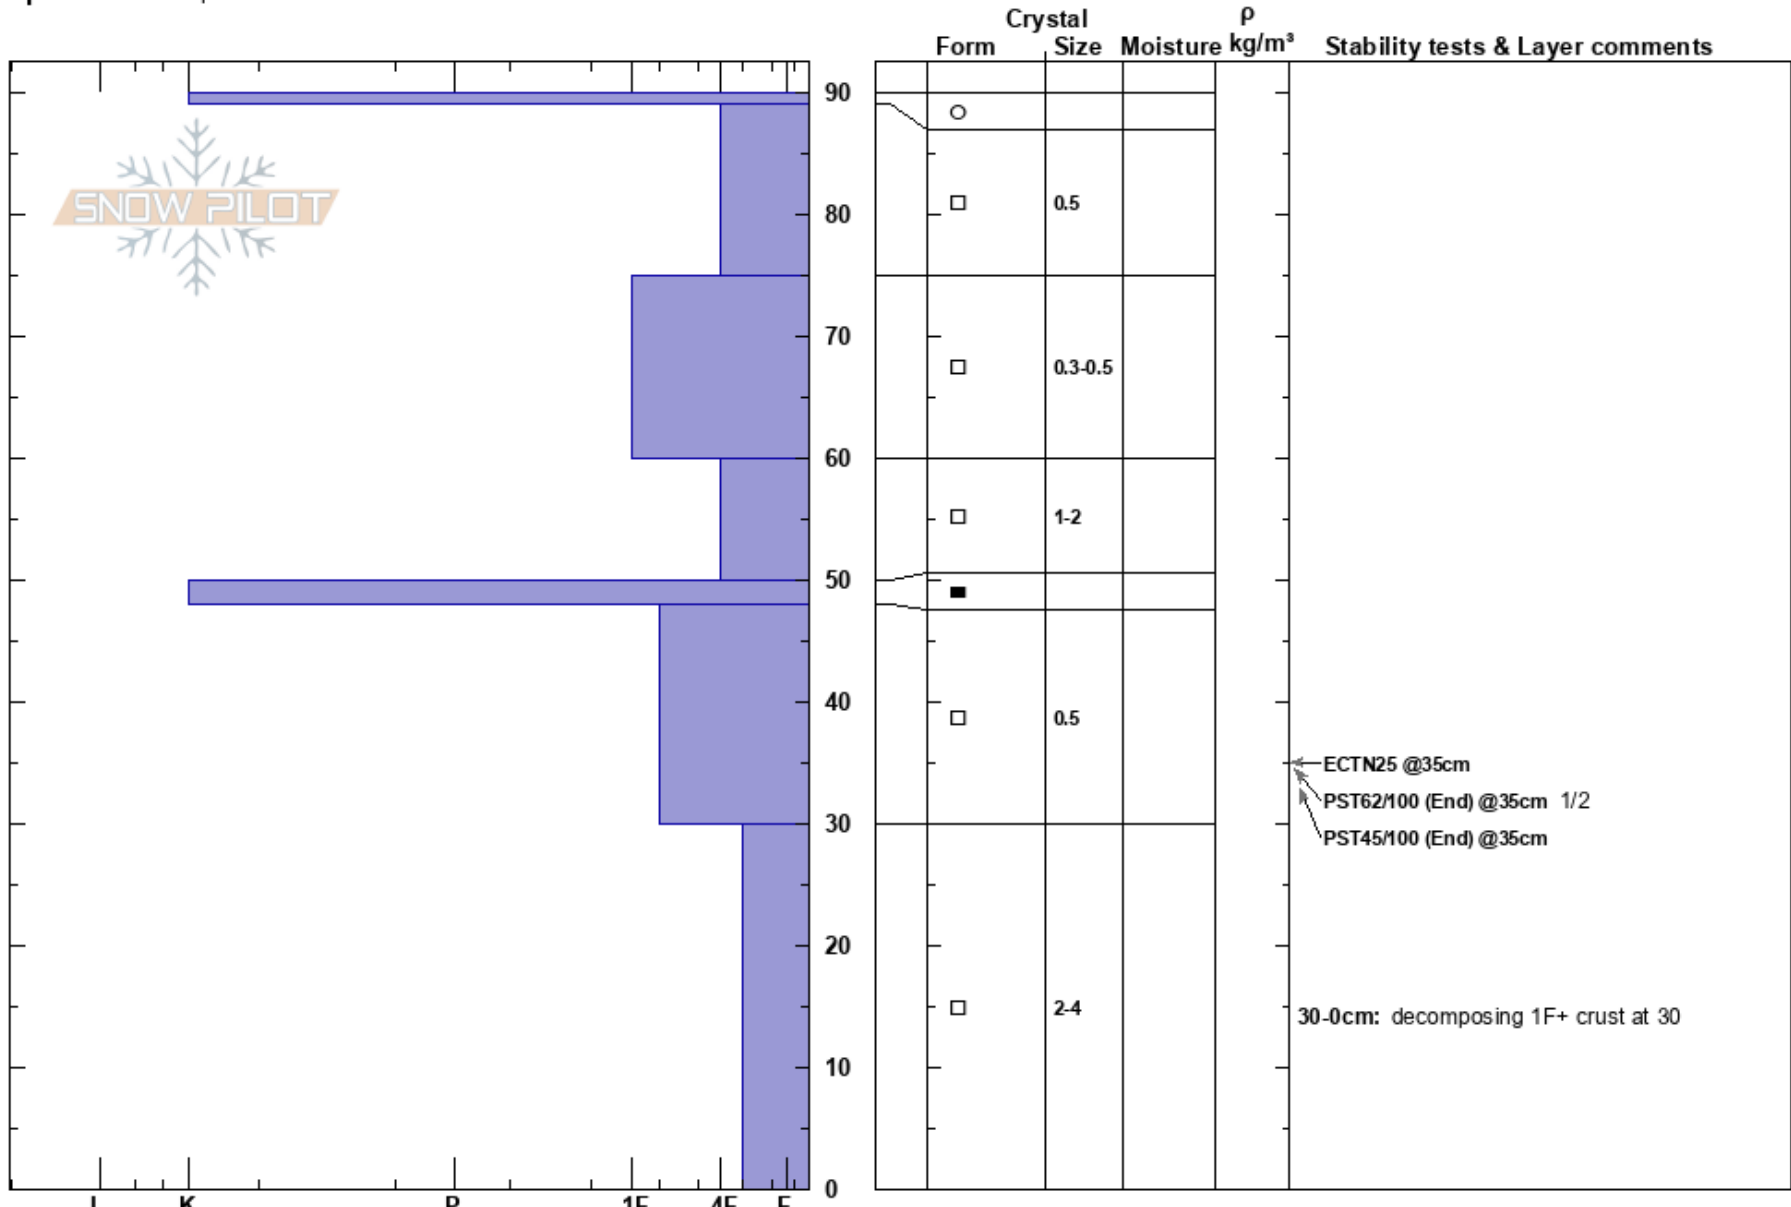 Crystal
ρ
Form Size Moisture kg/m³ Stability tests & Layer comments
90
SNOW PILOT
80
0.5
70
0.3-0.5
60
1-2
50
40
0.5
ECTN25 @35cm
PST62/100 (End) @35cm 1/2
30
PST45/100 (End) @35cm
20
2-4
30-0cm: decomposing 1F+ crust at 30
10
0
I K P 1F 4F F